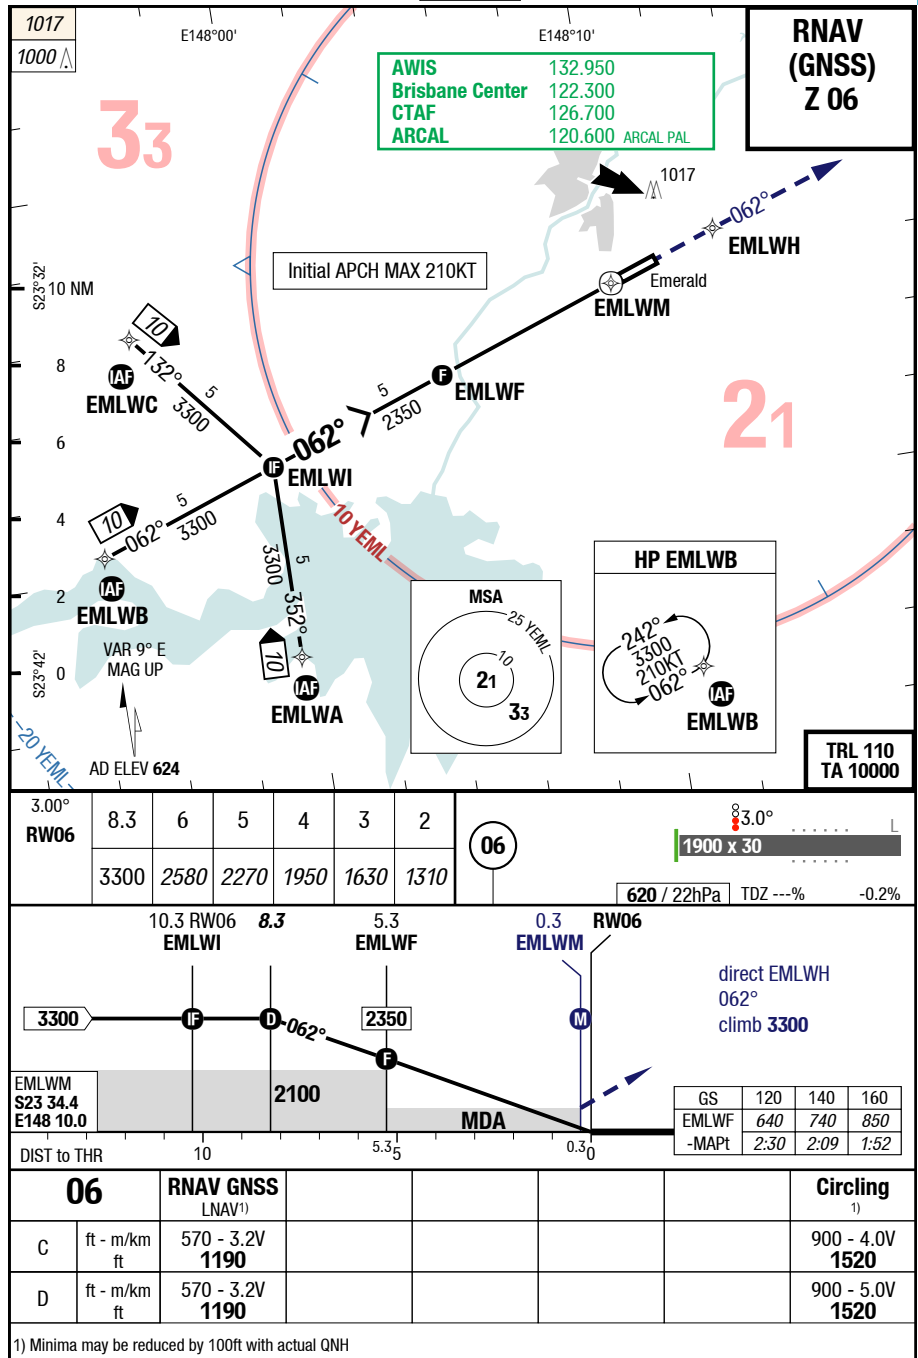 1017
1000
E148°00'
E148°10'
RNAV
(GNSS)
Z 06
AWIS 132.950
Brisbane Center 122.300
CTAF 126.700
ARCAL 120.600 ARCAL PAL
33
1017
062°
EMLWH
Initial APCH MAX 210KT
S23°32'
10 NM
Emerald
EMLWM
10
132°
5
3300
8
IAF
EMLWC
F
EMLWF
5
2350
21
6
062°
IF
EMLWI
10
062°
5
3300
4
10 YEML
3300
5
352°
HP EMLWB
2
IAF
EMLWB
MSA
25 YEML
10
21
33
242°
3300
210KT
062°
IAF
EMLWB
VAR 9° E
MAG UP
S23°42'
0
10
IAF
EMLWA
20 YEML
AD ELEV 624
TRL 110
TA 10000
3.00°
RW06
8.3 6 5 4 3 2
3300 2580 2270 1950 1630 1310
06
3.0°
L
1900 x 30
620 / 22hPa TDZ ---% -0.2%
10.3 RW06 8.3 5.3 0.3 RW06
EMLWI EMLWF EMLWM
direct EMLWH
062°
climb 3300
3300
IF
D
062°
2350
M
F
EMLWM
S23 34.4
E148 10.0
2100
MDA
GS 120 140 160
EMLWF 640 740 850
-MAPt 2:30 2:09 1:52
DIST to THR 10 5.3 5 0.3 0
06 RNAV GNSS Circling
LNAV1) 1)
C ft - m/km 570 - 3.2V 900 - 4.0V
ft 1190 1520
D ft - m/km 570 - 3.2V 900 - 5.0V
ft 1190 1520
1) Minima may be reduced by 100ft with actual QNH